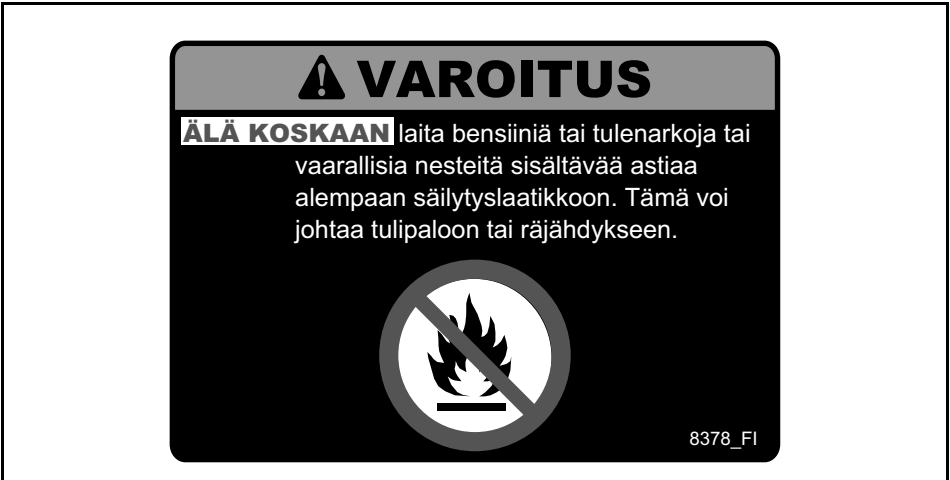 VAROITUS
ÄLÄ KOSKAAN laita bensiiniä tai tulenarkoja tai
vaarallisia nesteitä sisältävää astiaa
alempaan säilytyslaatikkoon. Tämä voi
johtaa tulipaloon tai räjähdykseen.
8378_FI